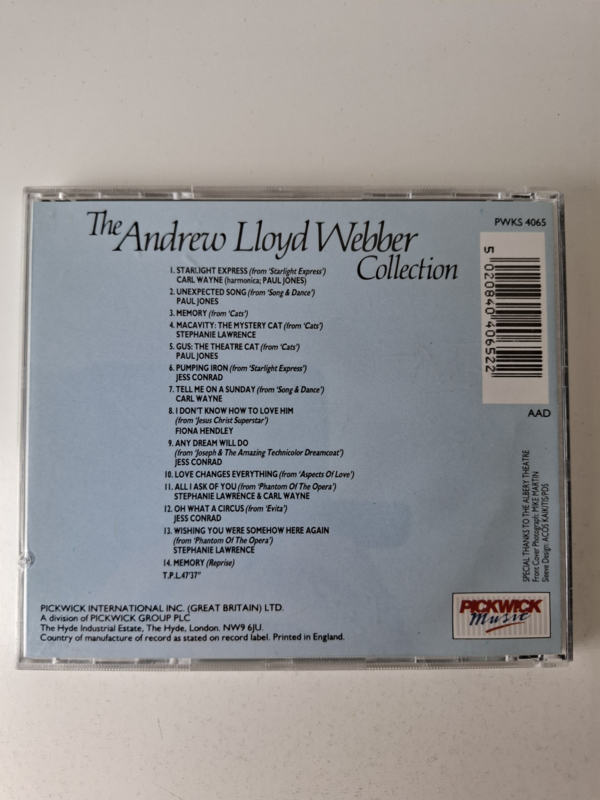 The Andrew Lloyd Webber
Collection
PWKS 4065
1. STARLIGHT EXPRESS (from 'Starlight Express')
CARL WAYNE (harmonica; PAUL JONES)
2. UNEXPECTED SONG (from 'Song & Dance')
PAUL JONES
3. MEMORY (from 'Cats')
4. MACAVITY: THE MYSTERY CAT (from 'Cats')
STEPHANIE LAWRENCE
5. GUS: THE THEATRE CAT (from 'Cats')
PAUL JONES
6. PUMPING IRON (from 'Starlight Express')
JESS CONRAD
7. TELL ME ON A SUNDAY (from 'Song & Dance')
CARL WAYNE
8. I DON'T KNOW HOW TO LOVE HIM
(from 'Jesus Christ Superstar')
FIONA HENDLEY
9. ANY DREAM WILL DO
(from 'Joseph & The Amazing Technicolor Dreamcoat')
JESS CONRAD
10. LOVE CHANGES EVERYTHING (from 'Aspects Of Love')
11. ALL I ASK OF YOU (from 'Phantom Of The Opera')
STEPHANIE LAWRENCE & CARL WAYNE
12. OH WHAT A CIRCUS (from 'Evita')
JESS CONRAD
13. WISHING YOU WERE SOMEHOW HERE AGAIN
(from 'Phantom Of The Opera')
STEPHANIE LAWRENCE
14. MEMORY (Reprise)
T.P.L.47'37"
5 020840 406522
AAD
SPECIAL THANKS TO THE ALBERY THEATRE
Front Cover Photograph: MIKE MARTIN
Sleeve Design: ACOS KAIKITIS/PDS
PICKWICK INTERNATIONAL INC. (GREAT BRITAIN) LTD.
A division of PICKWICK GROUP PLC
The Hyde Industrial Estate, The Hyde, London. NW9 6JU.
Country of manufacture of record as stated on record label. Printed in England.
PICKWICK
Music